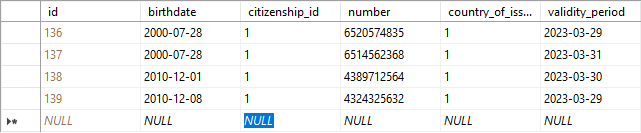 id birthdate citizenship_id number country_of_iss... validity_period
136 2000-07-28 1 6520574835 1 2023-03-29
137 2000-07-28 1 6514562368 1 2023-03-31
138 2010-12-01 1 4389712564 1 2023-03-30
139 2010-12-08 1 4324325632 1 2023-03-29
NULL NULL NULL NULL NULL NULL